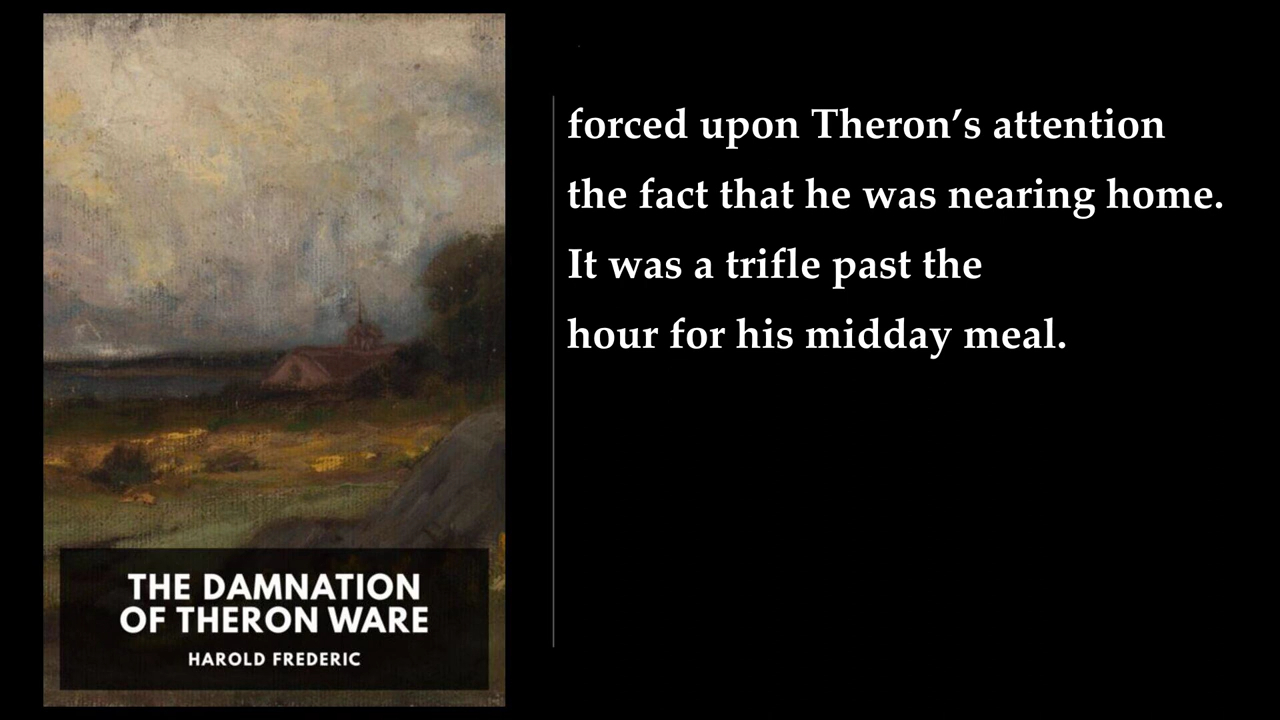 THE DAMNATION
OF THERON WARE
HAROLD FREDERIC
forced upon Theron’s attention
the fact that he was nearing home.
It was a trifle past the
hour for his midday meal.